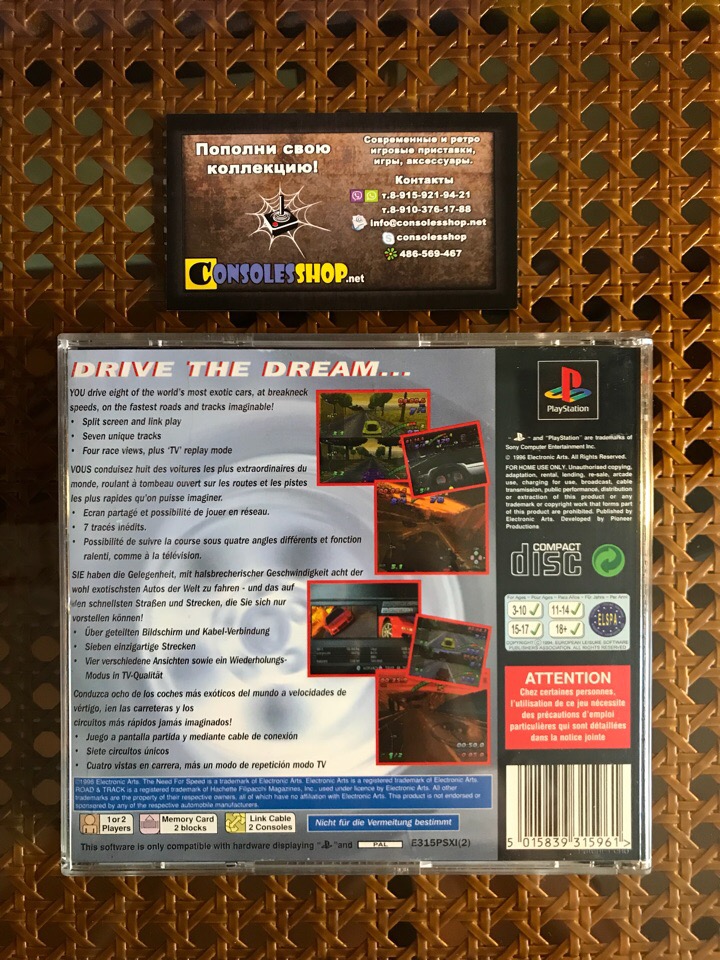 Пополни свою
коллекцию!
Современные и ретро
игровые приставки,
игры, аксессуары.
Контакты
т.8-915-921-94-21
т.8-910-376-17-88
info@consolesshop.net
consolesshop
486-569-467
CONSOLESSHOP.net
DRIVE THE DREAM...
YOU drive eight of the world's most exotic cars, at breakneck
speeds, on the fastest roads and tracks imaginable!
• Split screen and link play
• Seven unique tracks
• Four race views, plus 'TV' replay mode
VOUS conduisez huit des voitures les plus extraordinaires du
monde, roulant à tombeau ouvert sur les routes et les pistes
les plus rapides qu'on puisse imaginer.
• Ecran partagé et possibilité de jouer en réseau.
• 7 tracés inédits.
• Possibilité de suivre la course sous quatre angles différents et fonction
ralenti, comme à la télévision.
SIE haben die Gelegenheit, mit halsbrecherischer Geschwindigkeit acht der
wohl exotischsten Autos der Welt zu fahren - und das auf
den schnellsten Straßen und Strecken, die Sie sich nur
vorstellen können!
• Über geteilten Bildschirm und Kabel-Verbindung
• Sieben einzigartige Strecken
• Vier verschiedene Ansichten sowie ein Wiederholungs-
Modus in TV-Qualität
Conduzca ocho de los coches más exóticos del mundo a velocidades de
vértigo, ¡en las carreteras y los
circuitos más rápidos jamás imaginados!
• Juego a pantalla partida y mediante cable de conexión
• Siete circuitos únicos
• Cuatro vistas en carrera, más un modo de repetición modo TV
©1996 Electronic Arts. The Need For Speed is a trademark of Electronic Arts. Electronic Arts is a registered trademark of Electronic Arts.
ROAD & TRACK is a registered trademark of Hachette Filipacchi Magazines, Inc., used under licence by Electronic Arts. All other
trademarks are the property of their respective owners, all of which have no affiliation with Electronic Arts. This product is not endorsed or
sponsored by any of the respective automobile manufacturers.
1 or 2
Players
Memory Card
2 blocks
Link Cable
2 Consoles
Nicht für die Vermeitung bestimmt
This software is only compatible with hardware displaying "PS" and PAL E315PSXI(2)
PlayStation
"PS" and "PlayStation" are trademarks of
Sony Computer Entertainment Inc.
© 1996 Electronic Arts. All rights reserved.
FOR HOME USE ONLY. Unauthorised copying,
adaptation, rental, lending, re-sale, arcade
use, charging for use, broadcast, cable
transmission, public performance, distribution
or extraction of this product or any
trademark or copyright work that forms part
of this product are prohibited. Published by
Electronic Arts. Developed by Pioneer
Productions
COMPACT
disc
3-10
11-14
15-17
18+
ELSPA
COPYRIGHT © 1994. EUROPEAN LEISURE SOFTWARE
PUBLISHERS ASSOCIATION. ALL RIGHTS RESERVED.
ATTENTION
Chez certaines personnes,
l'utilisation de ce jeu nécessite
des précautions d'emploi
particulières qui sont détaillées
dans la notice jointe
5 015839 315961 >